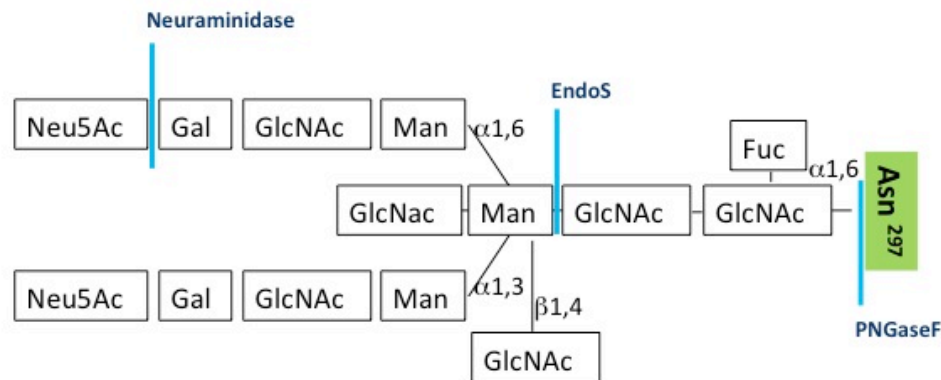 Neuraminidase
EndoS
Neu5Ac Gal GlcNAc Man α1,6
Fuc α1,6
Asn 297
GlcNac Man GlcNAc GlcNAc
Neu5Ac Gal GlcNAc Man α1,3
β1,4
PNGaseF
GlcNAc